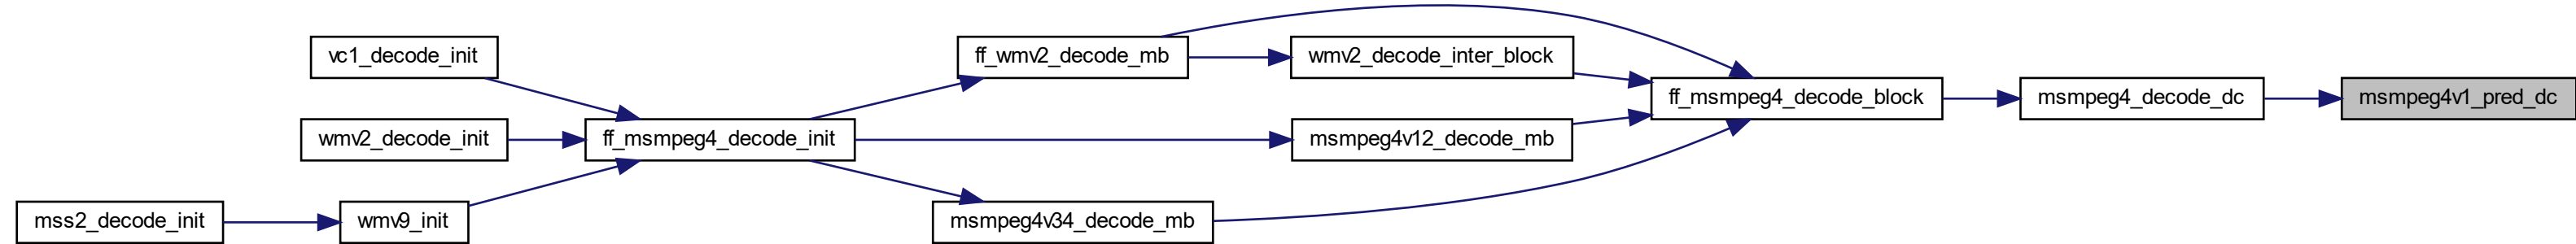 vc1_decode_init
ff_wmv2_decode_mb
wmv2_decode_inter_block
ff_msmpeg4_decode_block
msmpeg4_decode_dc
msmpeg4v1_pred_dc
wmv2_decode_init
ff_msmpeg4_decode_init
msmpeg4v12_decode_mb
mss2_decode_init
wmv9_init
msmpeg4v34_decode_mb